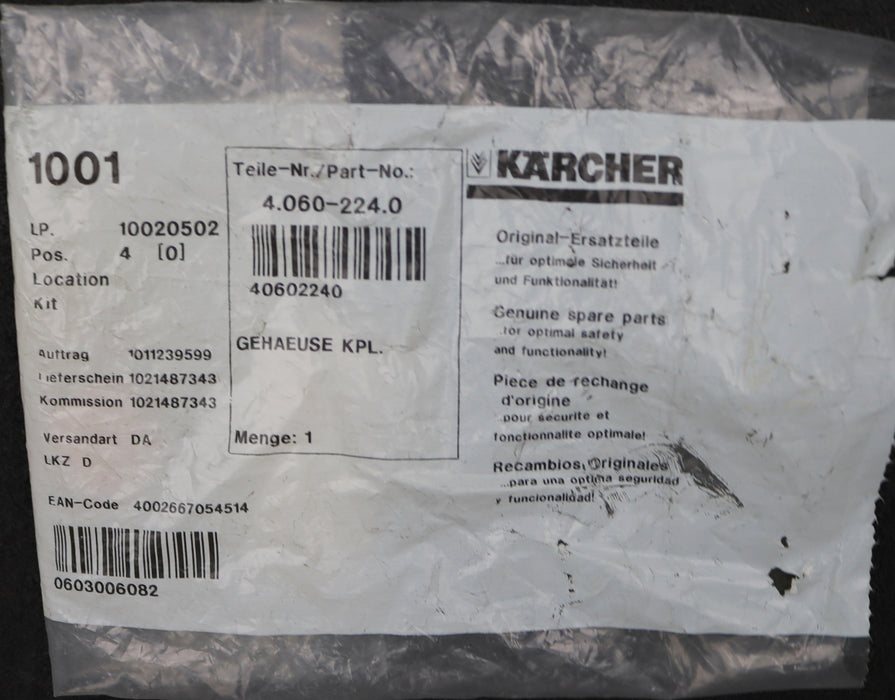 1001
LP. 10020502
Pos. 4 [0]
Location
Kit
Auftrag 1011239599
Lieferschein 1021487343
Kommission 1021487343
Versandart DA
LKZ D
EAN-Code 4002667054514
0603006082
Teile-Nr./Part-No.:
4.060-224.0
40602240
GEHAEUSE KPL.
Menge: 1
KÄRCHER
Original-Ersatzteile
...für optimale Sicherheit
und Funktionalität!
Genuine spare parts
...for optimal safety
and functionality!
Piece de rechange
d'origine
...pour securite et
fonctionnalite optimale!
Recambios Originales
...para una optima seguridad
y funcionalidad!